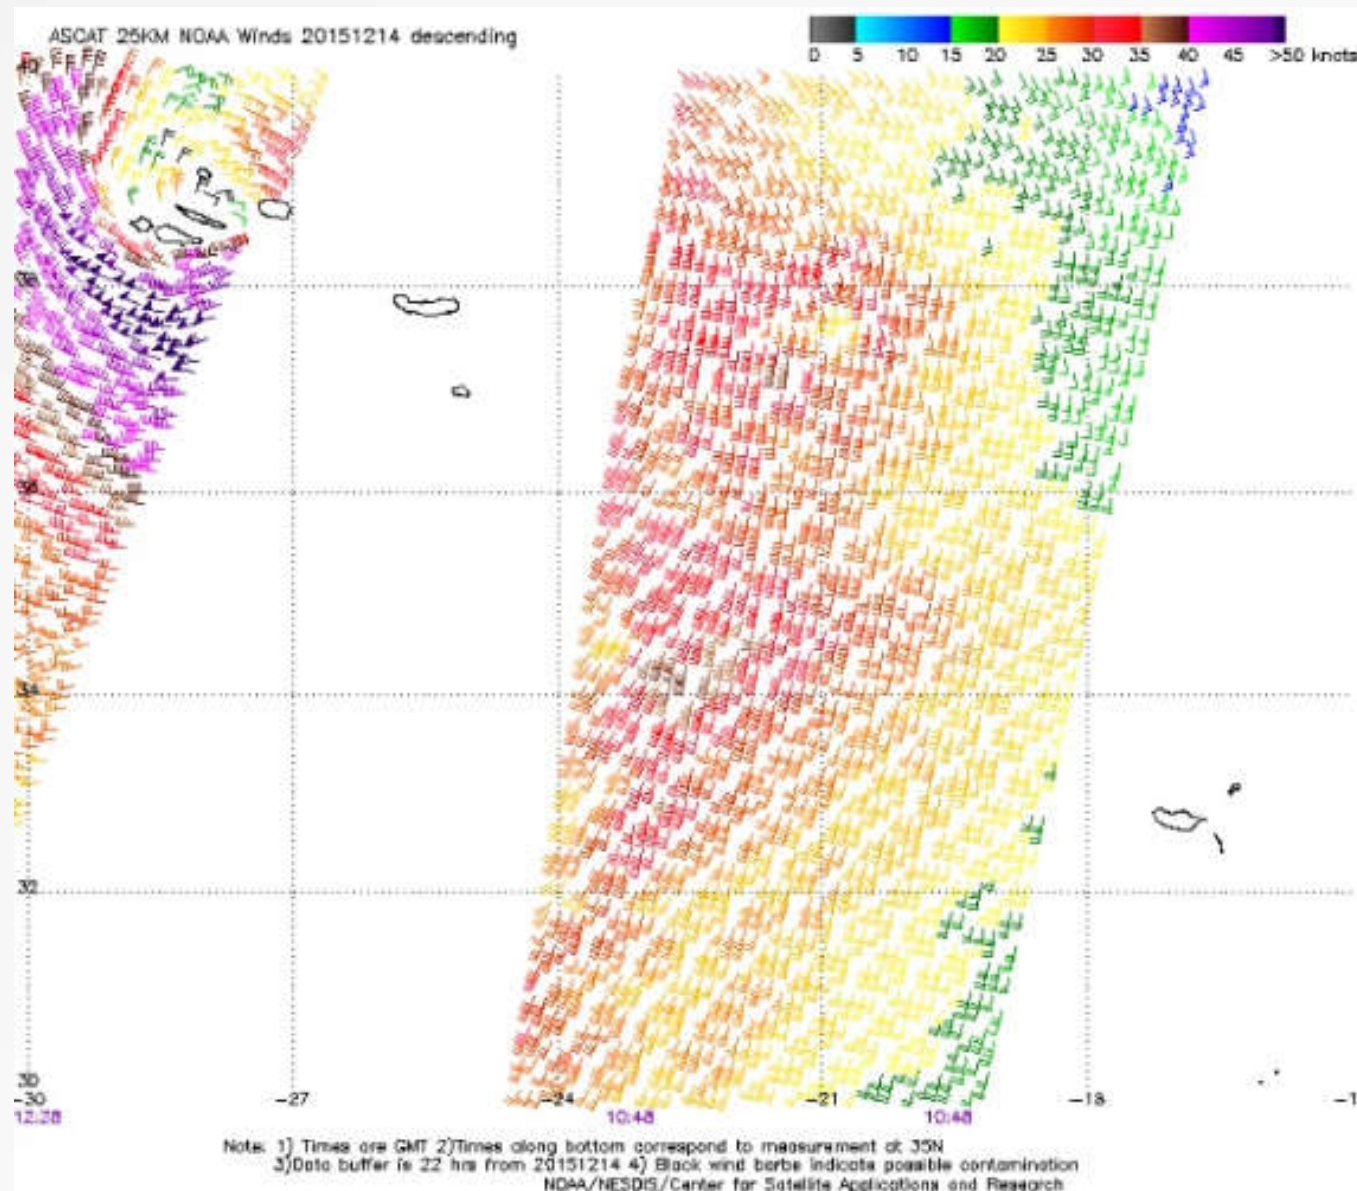 ASCAT 25KM NOAA Winds 20151214 descending
0 5 10 15 20 25 30 35 40 45 >50 knots
40
38
36
34
32
30
-30 -27 -24 -21 -18 -1
12:28 10:48 10:48
Note: 1) Times are GMT 2)Times along bottom correspond to measurement at 35N
3)Data buffer is 22 hrs from 20151214 4) Black wind barbs indicate possible contamination
NOAA/NESDIS/Center for Satellite Applications and Research